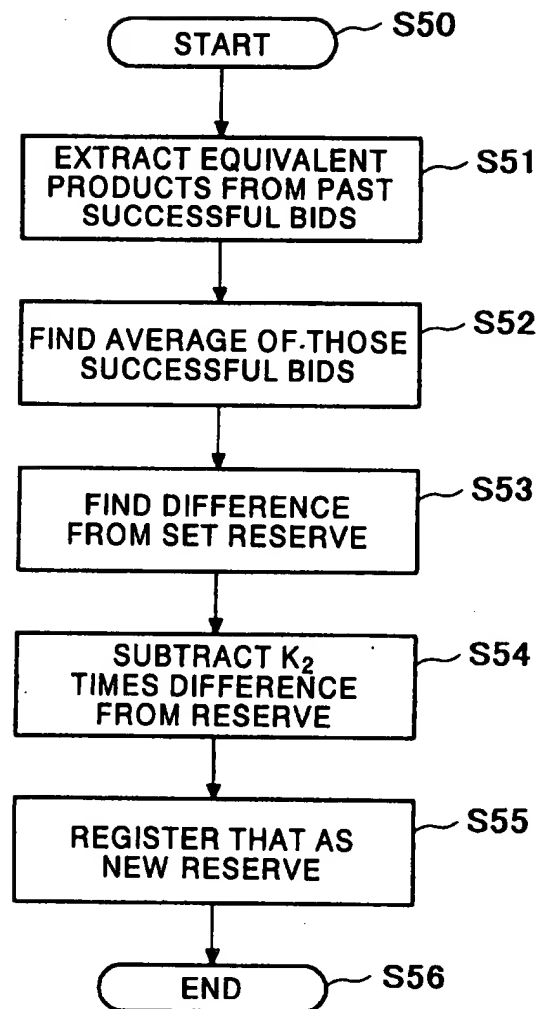 START
S50
EXTRACT EQUIVALENT
PRODUCTS FROM PAST
SUCCESSFUL BIDS
S51
FIND AVERAGE OF THOSE
SUCCESSFUL BIDS
S52
FIND DIFFERENCE
FROM SET RESERVE
S53
SUBTRACT K₂
TIMES DIFFERENCE
FROM RESERVE
S54
REGISTER THAT AS
NEW RESERVE
S55
END
S56